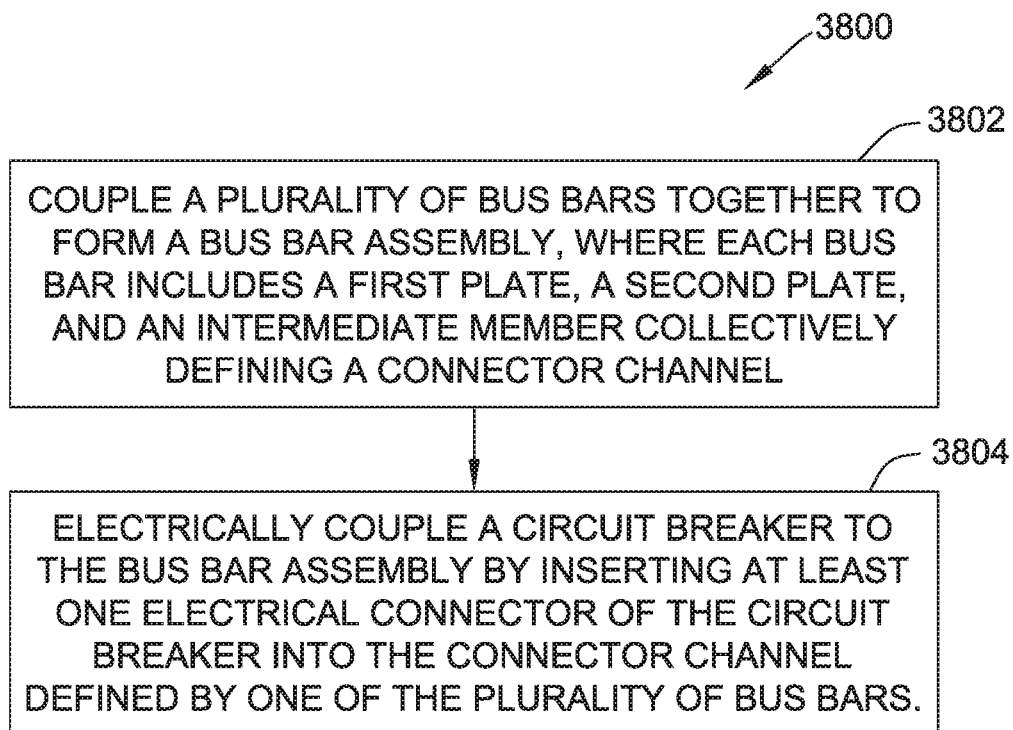 3800
3802
COUPLE A PLURALITY OF BUS BARS TOGETHER TO
FORM A BUS BAR ASSEMBLY, WHERE EACH BUS
BAR INCLUDES A FIRST PLATE, A SECOND PLATE,
AND AN INTERMEDIATE MEMBER COLLECTIVELY
DEFINING A CONNECTOR CHANNEL
3804
ELECTRICALLY COUPLE A CIRCUIT BREAKER TO
THE BUS BAR ASSEMBLY BY INSERTING AT LEAST
ONE ELECTRICAL CONNECTOR OF THE CIRCUIT
BREAKER INTO THE CONNECTOR CHANNEL
DEFINED BY ONE OF THE PLURALITY OF BUS BARS.